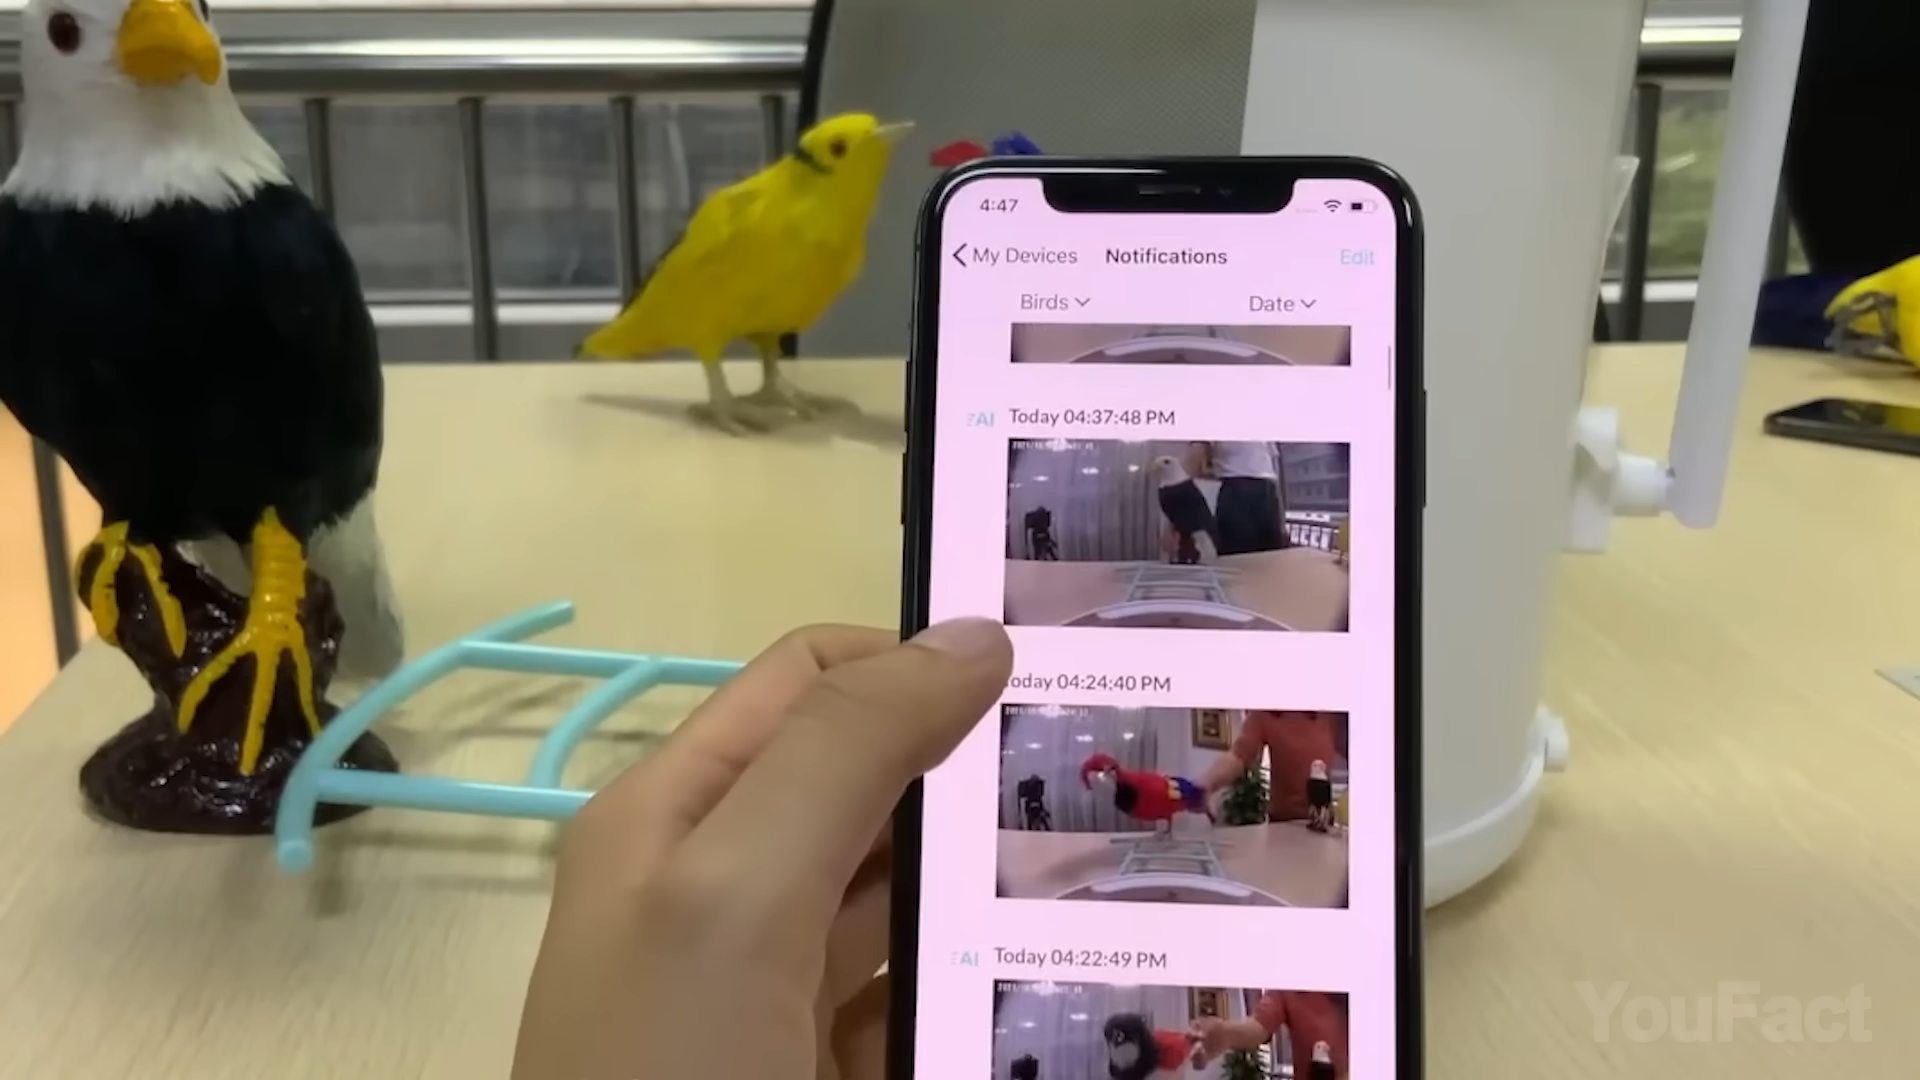 4:47
My Devices Notifications Edit
Birds Date
AI Today 04:37:48 PM
oday 04:24:40 PM
AI Today 04:22:49 PM
YouFact